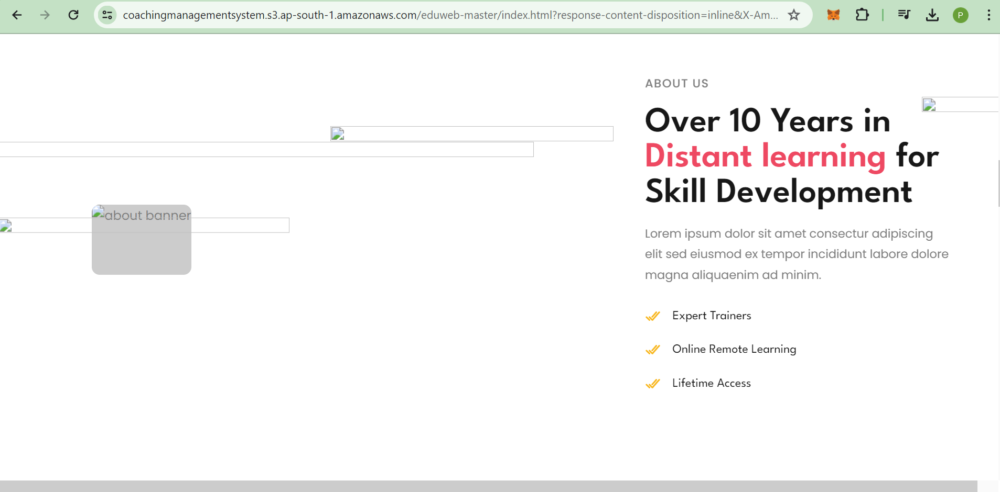 coachingmanagementsystem.s3.ap-south-1.amazonaws.com/eduweb-master/index.html?response-content-disposition=inline&X-Am...
P
ABOUT US
Over 10 Years in
Distant learning for
Skill Development
about banner
Lorem ipsum dolor sit amet consectur adipiscing
elit sed eiusmod ex tempor incididunt labore dolore
magna aliquaenim ad minim.
Expert Trainers
Online Remote Learning
Lifetime Access